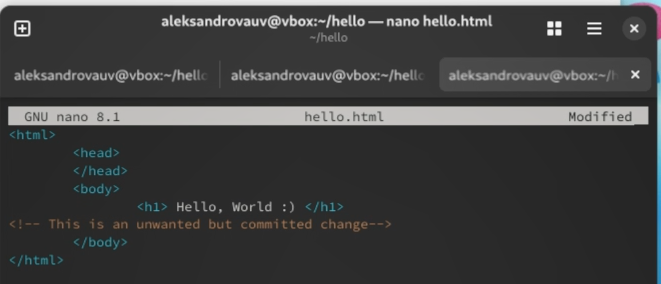 aleksandrovauv@vbox:~/hello — nano hello.html
~/hello
aleksandrovauv@vbox:~/hello aleksandrovauv@vbox:~/hello aleksandrovauv@vbox:~/h
GNU nano 8.1 hello.html Modified
<html>
<head>
</head>
<body>
<h1> Hello, World :) </h1>
<!-- This is an unwanted but committed change-->
</body>
</html>